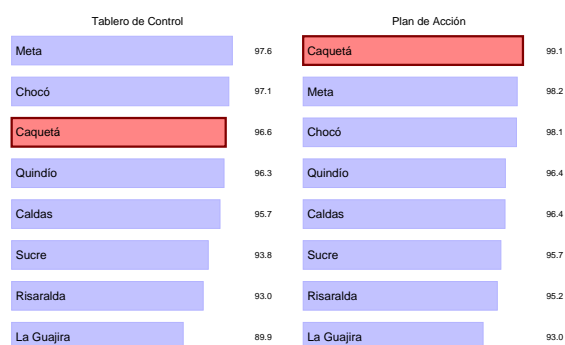 Tablero de Control
Meta 97.6
Chocó 97.1
Caquetá 96.6
Quindío 96.3
Caldas 95.7
Sucre 93.8
Risaralda 93.0
La Guajira 89.9
Plan de Acción
Caquetá 99.1
Meta 98.2
Chocó 98.1
Quindío 96.4
Caldas 96.4
Sucre 95.7
Risaralda 95.2
La Guajira 93.0